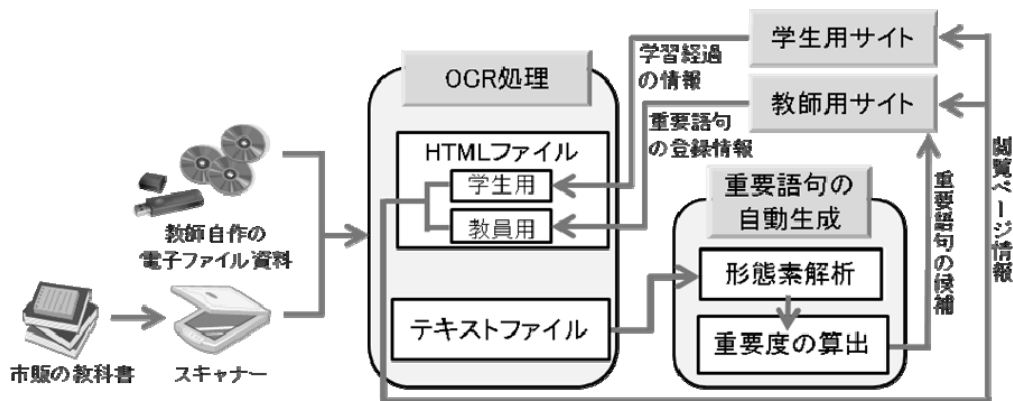 学生用サイト
学習経過
の情報
OCR処理
教師用サイト
重要語句
の登録情報
HTMLファイル
学生用
教員用
重要語句の
自動生成
閲覧ページ情報
重要語句の候補
教師自作の
電子ファイル資料
形態素解析
テキストファイル
重要度の算出
市販の教科書
スキャナー